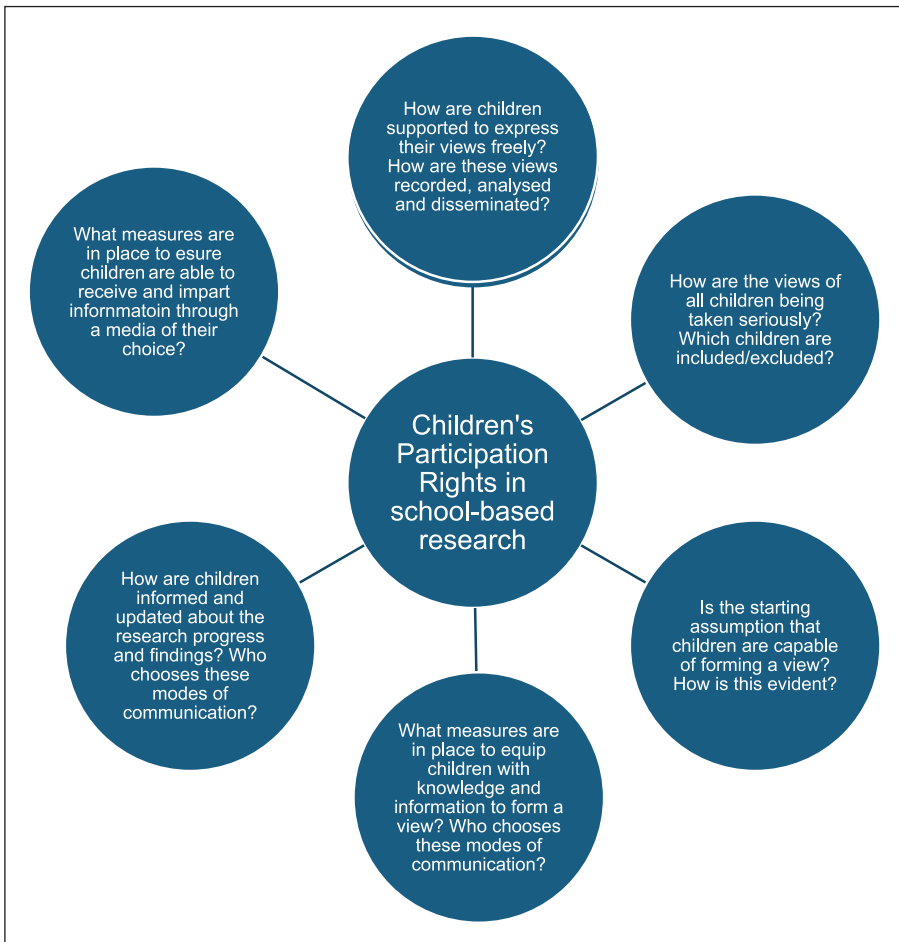 How are children
supported to express
their views freely?
How are these views
recorded, analysed
and disseminated?
How are the views of
all children being
taken seriously?
Which children are
included/excluded?
Is the starting
assumption that
children are capable
of forming a view?
How is this evident?
What measures are
in place to equip
children with
knowledge and
information to form a
view? Who chooses
these modes of
communication?
How are children
informed and
updated about the
research progress
and findings? Who
chooses these
modes of
communication?
What measures are
in place to esure
children are able to
receive and impart
infornmatoin through
a media of their
choice?
Children's
Participation
Rights in
school-based
research